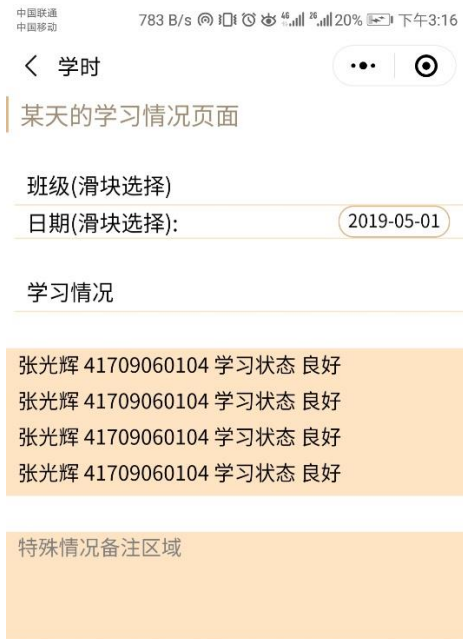 中国联通
中国移动
783 B/s 46 26 20% 下午3:16
学时
某天的学习情况页面
班级(滑块选择)
日期(滑块选择):
2019-05-01
学习情况
张光辉 41709060104 学习状态 良好
张光辉 41709060104 学习状态 良好
张光辉 41709060104 学习状态 良好
张光辉 41709060104 学习状态 良好
特殊情况备注区域